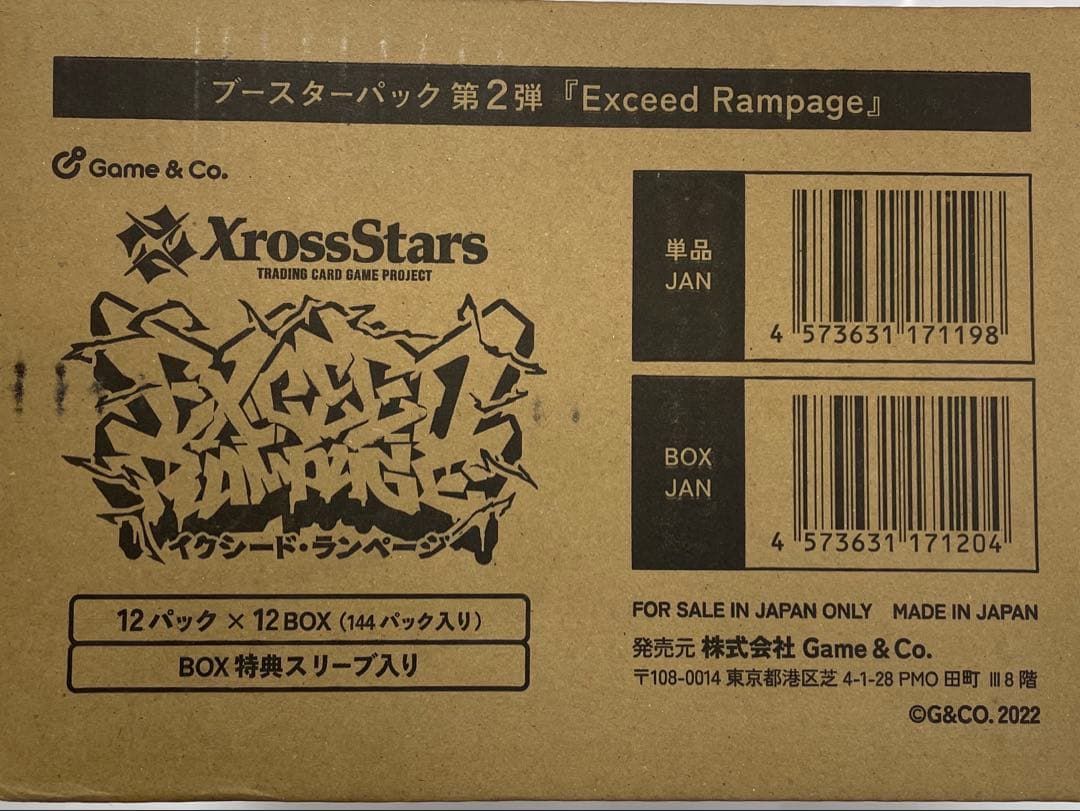 ブースターパック 第2弾『Exceed Rampage』
Game & Co.
XrossStars
TRADING CARD GAME PROJECT
EXCEED
RAMPAGE
イクシード・ランページ
12パック × 12BOX（144パック入り）
BOX特典スリーブ入り
単品
JAN
4 573631 171198
BOX
JAN
4 573631 171204
FOR SALE IN JAPAN ONLY MADE IN JAPAN
発売元 株式会社 Game & Co.
〒108-0014 東京都港区芝 4-1-28 PMO 田町 Ⅲ 8 階
©G&CO. 2022